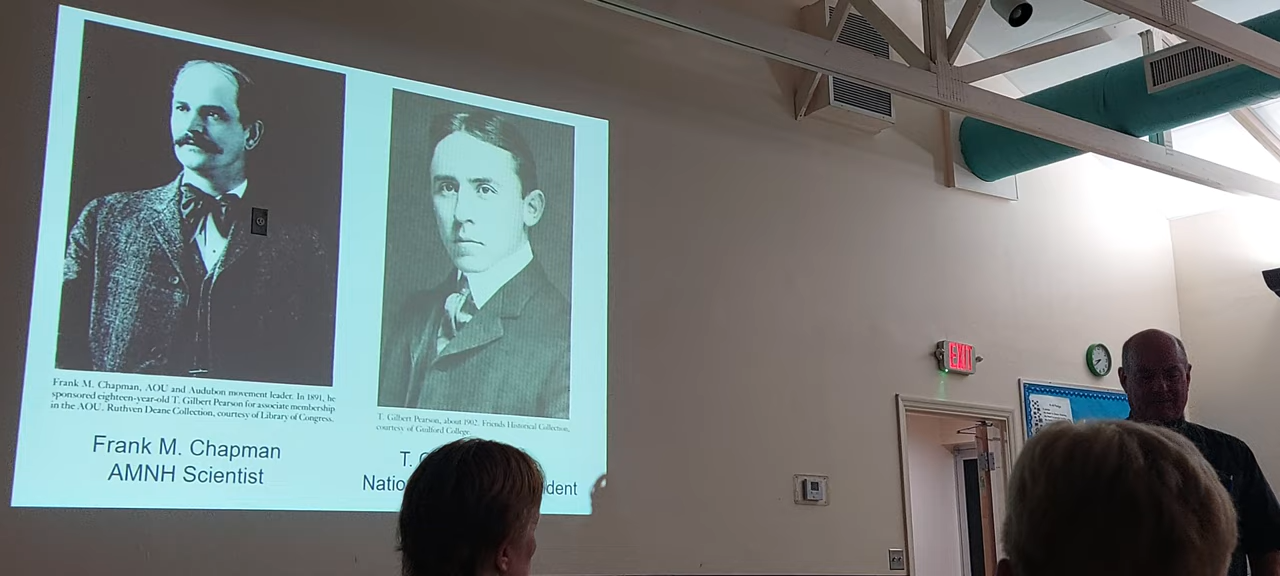 Frank M. Chapman, AOU and Audubon movement leader. In 1891, he
sponsored eighteen-year-old T. Gilbert Pearson for associate membership
in the AOU. Ruthven Deane Collection, courtesy of Library of Congress.
Frank M. Chapman
AMNH Scientist
T. Gilbert Pearson, about 1902. Friends Historical Collection,
courtesy of Guilford College.
T.
Natio
dent
EXIT